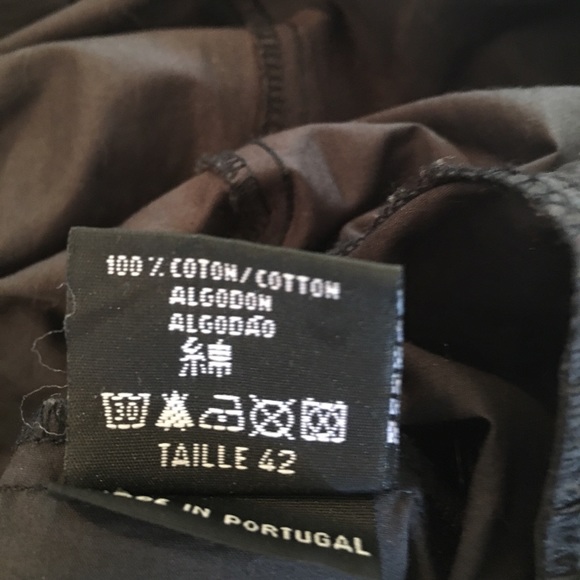 100 % COTON/COTTON
ALGODON
ALGODÃO
綿
30
TAILLE 42
IN PORTUGAL